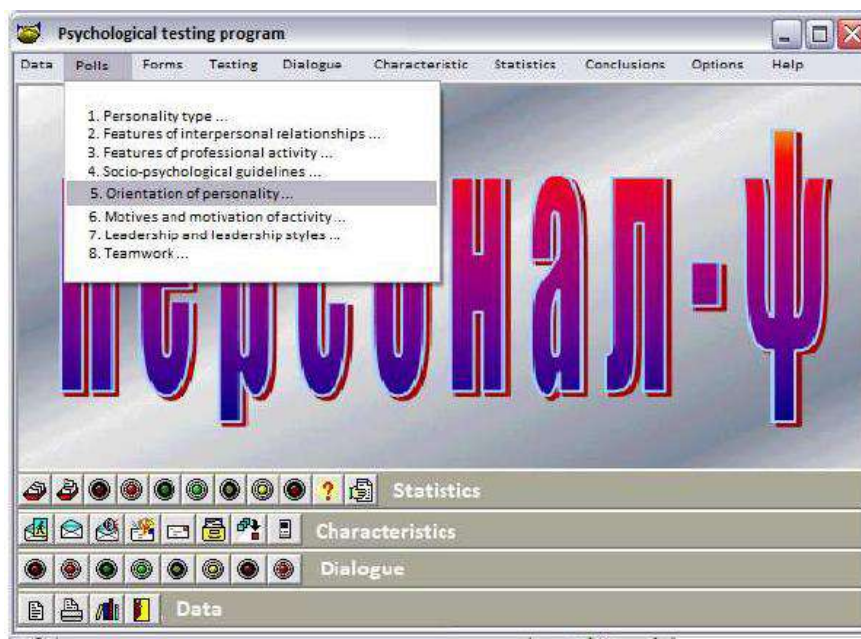 Psychological testing program
Data Polls Forms Testing Dialogue Characteristic Statistics Conclusions Options Help
1. Personality type ...
2. Features of interpersonal relationships ...
3. Features of professional activity ...
4. Socio-psychological guidelines ...
5. Orientation of personality ...
6. Motives and motivation of activity ...
7. Leadership and leadership styles ...
8. Teamwork ...
Персонал-ψ
Statistics
Characteristics
Dialogue
Data